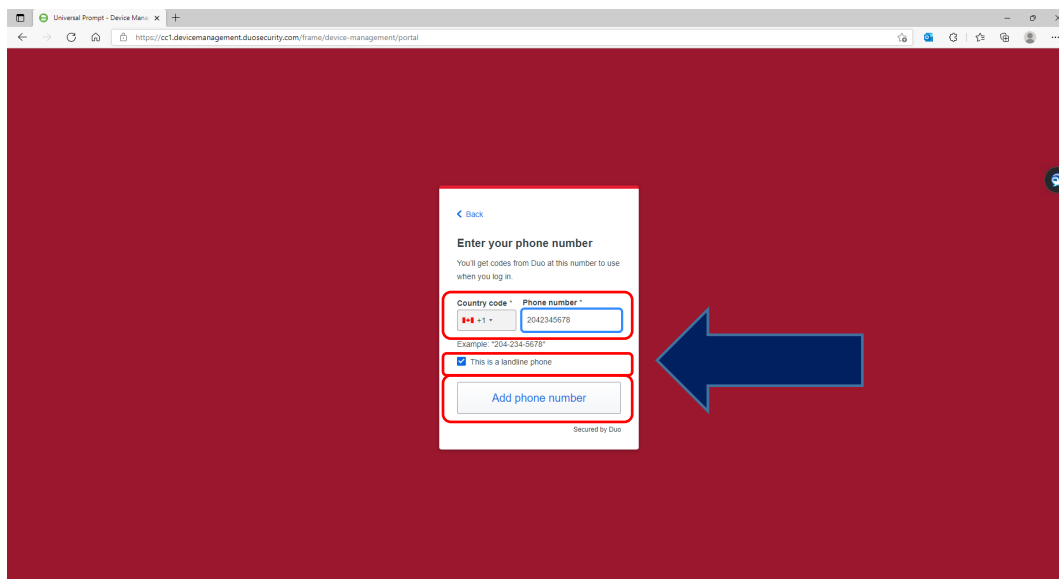 Universal Prompt - Device Mana
https://cc1.devicemanagement.duosecurity.com/frame/device-management/portal
Back
Enter your phone number
You'll get codes from Duo at this number to use
when you log in.
Country code * Phone number *
+1 2042345678
Example: "204-234-5678"
This is a landline phone
Add phone number
Secured by Duo